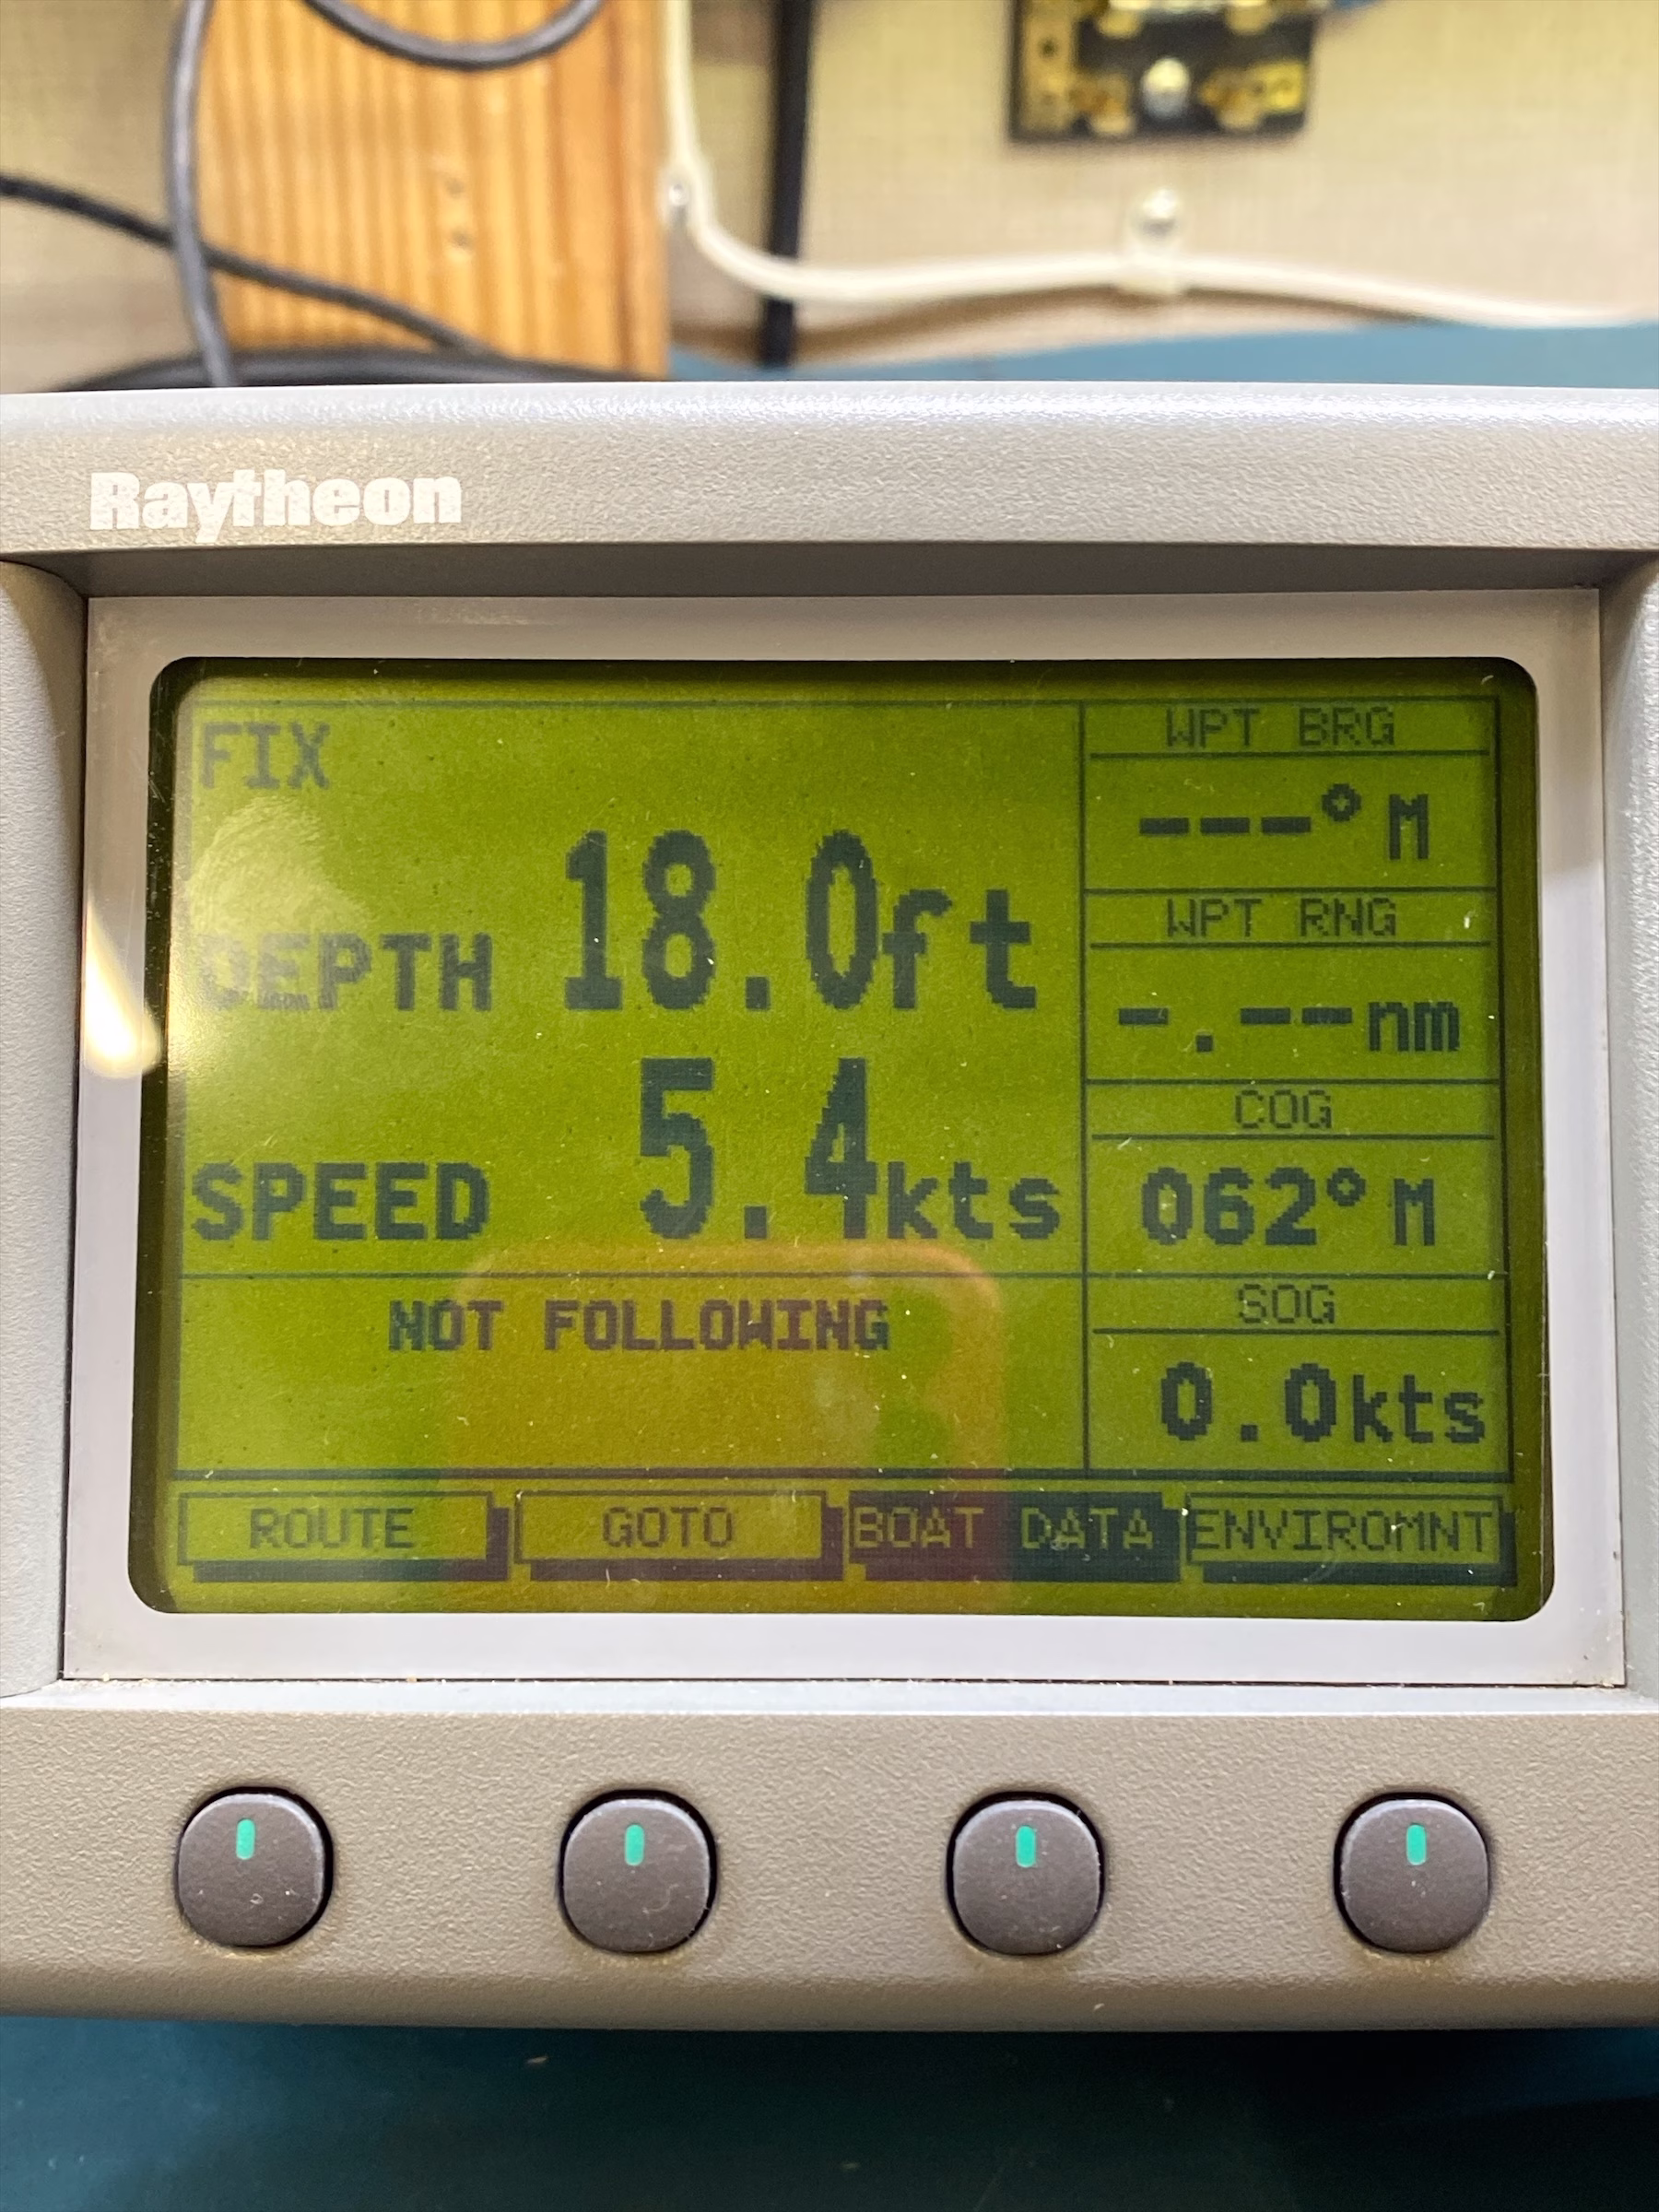 Raytheon
FIX
DEPTH 18.0ft
SPEED 5.4kts
NOT FOLLOWING
WPT BRG
---° M
WPT RNG
-.--nm
COG
062° M
SOG
0.0kts
ROUTE GOTO BOAT DATA ENVIROMNT